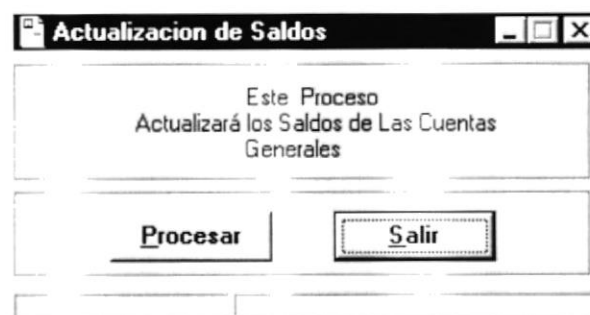 Actualizacion de Saldos
Este Proceso
Actualizará los Saldos de Las Cuentas
Generales
Procesar
Salir